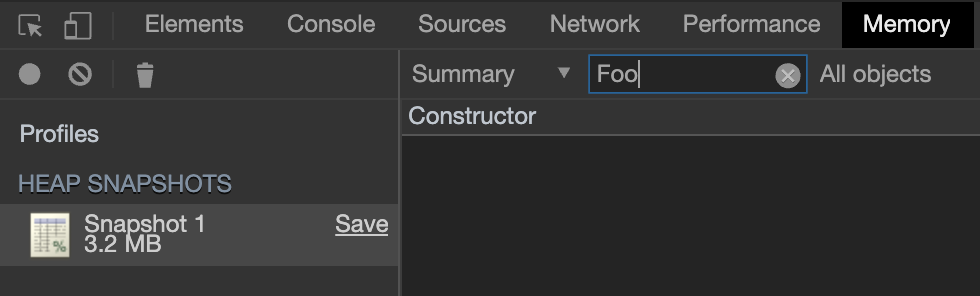 Elements Console Sources Network Performance Memory
Summary ▼ Foo All objects
Constructor
Profiles
HEAP SNAPSHOTS
Snapshot 1 Save
3.2 MB